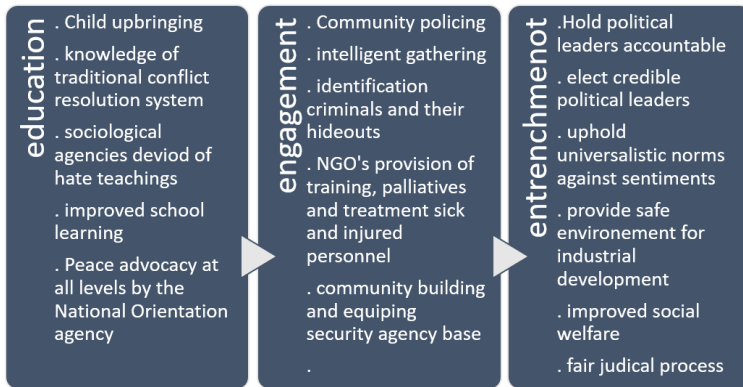 education
. Child upbringing
. knowledge of
traditional conflict
resolution system
. sociological
agencies deviod of
hate teachings
. improved school
learning
. Peace advocacy at
all levels by the
National Orientation
agency
engagement
. Community policing
. intelligent gathering
. identification
criminals and their
hideouts
. NGO's provision of
training, palliatives
and treatment sick
and injured
personnel
. community building
and equiping
security agency base
.
entrenchmenot
.Hold political
leaders accountable
. elect credible
political leaders
. uphold
universalistic norms
against sentiments
. provide safe
environement for
industrial
development
. improved social
welfare
. fair judical process